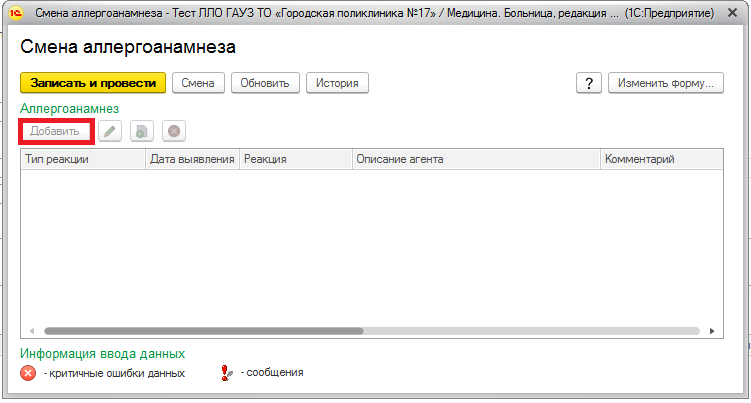 1С Смена аллергоанамнеза - Тест ЛЛО ГАУЗ ТО «Городская поликлиника №17» / Медицина. Больница, редакция ... (1С:Предприятие)
Смена аллергоанамнеза
Записать и провести Смена Обновить История ? Изменить форму...
Аллергоанамнез
Добавить
Тип реакции Дата выявления Реакция Описание агента Комментарий
Информация ввода данных
- критичные ошибки данных - сообщения